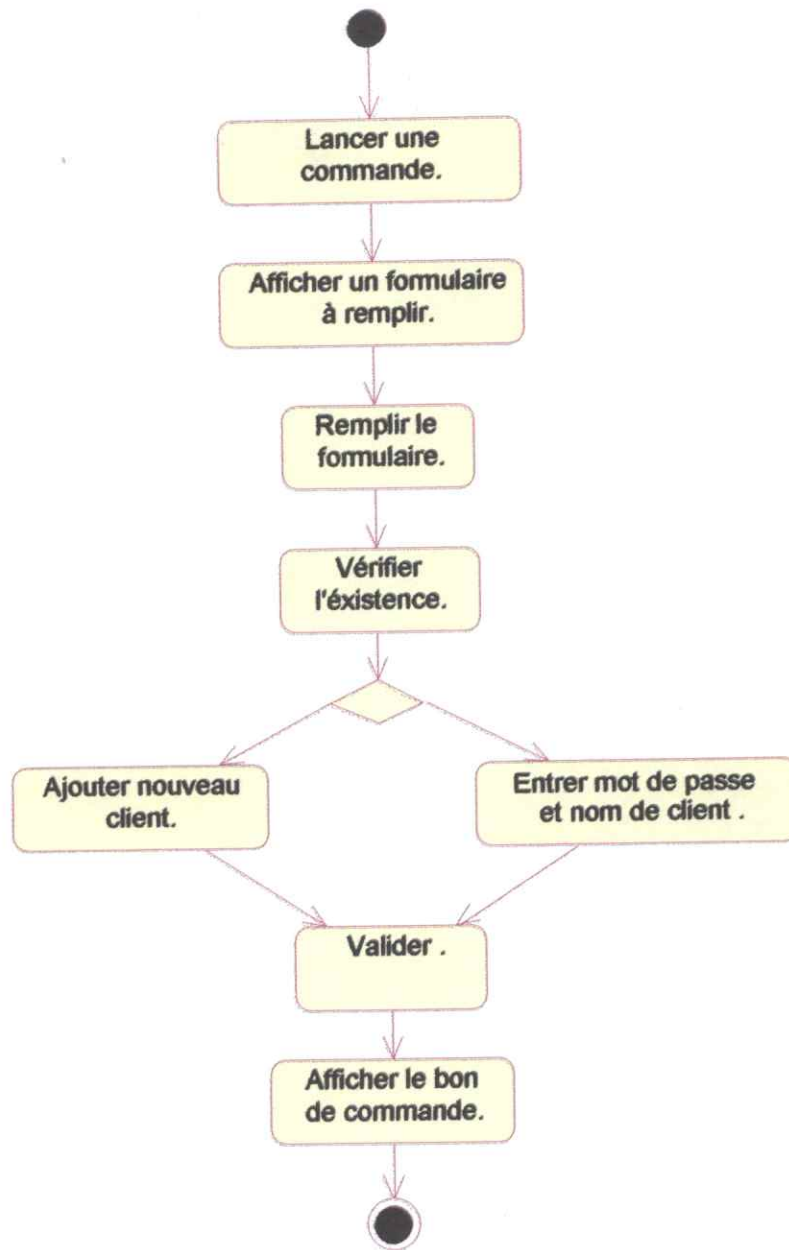 Lancer une
commande.
Afficher un formulaire
à remplir.
Remplir le
formulaire.
Vérifier
l'éxistence.
Ajouter nouveau
client.
Entrer mot de passe
et nom de client .
Valider .
Afficher le bon
de commande.